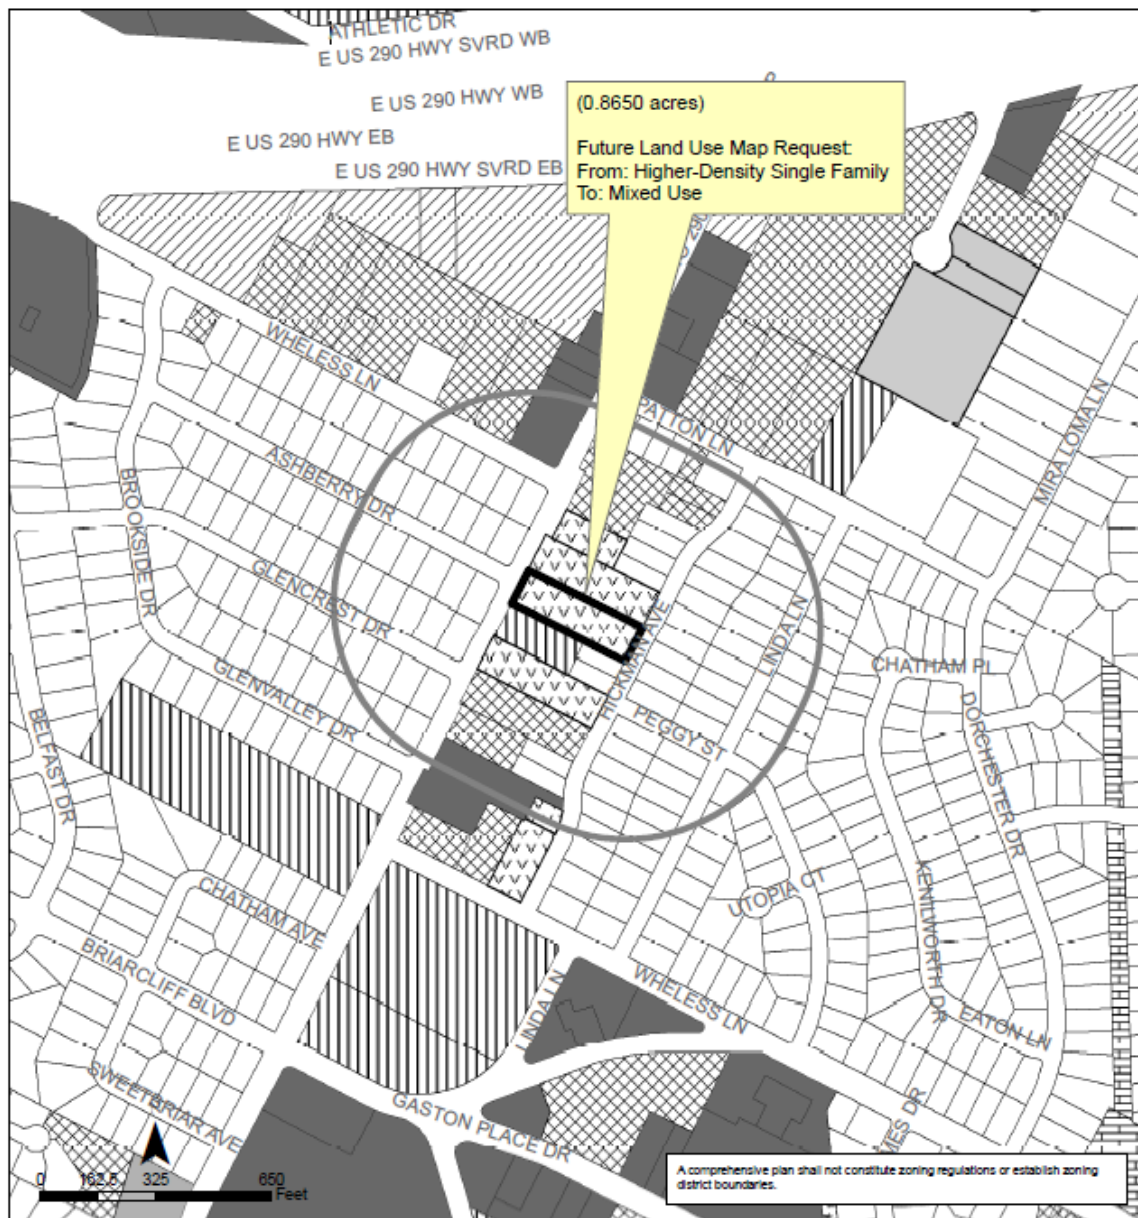 ATHLETIC DR
E US 290 HWY SVRD WB
E US 290 HWY WB
E US 290 HWY EB
E US 290 HWY SVRD EB
(0.8650 acres)
Future Land Use Map Request:
From: Higher-Density Single Family
To: Mixed Use
290
WHELESS LN
PATTON LN
MIRA LOMA LN
ASHBERRY DR
BROOKSIDE DR
GLENCREST DR
HICKMAN AVE
LINDA LN
GLENVALLEY DR
PEGGY ST
CHATHAM PL
BELFAST DR
DORCHESTER DR
CHATHAM AVE
UTOPIA CT
KENILWORTH DR
BRIARCLIFF BLVD
LINDA LN
WHELESS LN
EATON LN
SWEETBRIAR AVE
GASTON PLACE DR
MES DR
0 162.5 325 650
Feet
A comprehensive plan shall not constitute zoning regulations or establish zoning
district boundaries.